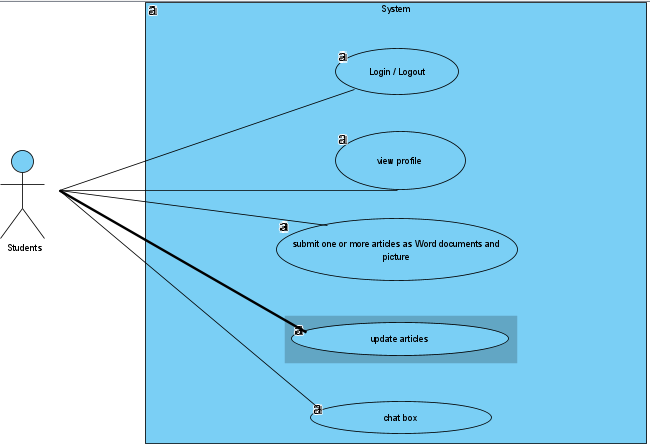 a
System
a
Login / Logout
a
view profile
a
submit one or more articles as Word documents and
picture
Students
a
update articles
a
chat box